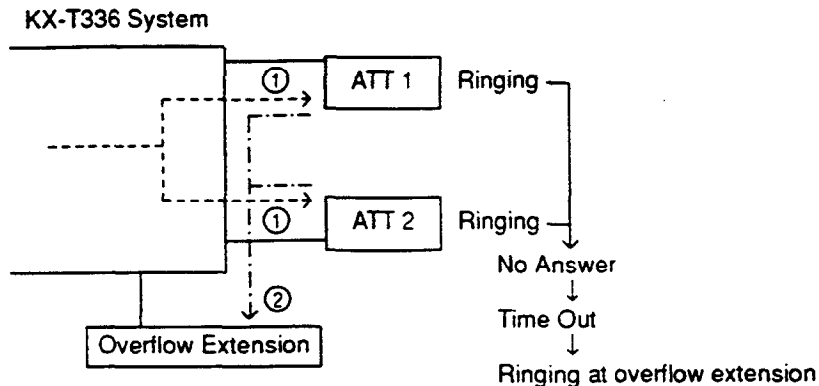 KX-T336 System
① ATT 1 Ringing
① ATT 2 Ringing
No Answer
② Time Out
Overflow Extension
Ringing at overflow extension